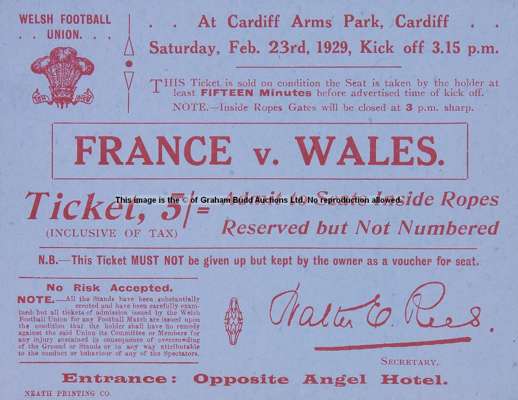 WELSH FOOTBALL
. . UNION. . .
. . At Cardiff Arms Park, Cardiff . .
Saturday, Feb. 23rd, 1929, Kick off 3.15 p.m.
THIS Ticket is sold on condition the Seat is taken by the holder at
least FIFTEEN Minutes before advertised time of kick off.
NOTE.—Inside Ropes Gates will be closed at 3 p.m. sharp.
FRANCE v. WALES.
Ticket, 5/= Admit to Seats Inside Ropes
This image is the © of Graham Budd Auctions Ltd. No reproduction allowed.
(INCLUSIVE OF TAX) Reserved but Not Numbered
N.B.—This Ticket MUST NOT be given up but kept by the owner as a voucher for seat.
No Risk Accepted.
NOTE.—All the Stands have been substantially
erected and have been carefully exam-
ined but all tickets of admission issued by the Welsh
Football Union for any Football Match are issued upon
the condition that the holder shall have no remedy
against the said Union its Committee or Members for
any injury sustained in consequence of overcrowding
of the Ground or Stands or in any way attributable
to the conduct or behaviour of any of the Spectators.
Walter E. Rees.
SECRETARY.
Entrance: Opposite Angel Hotel.
NEATH PRINTING CO